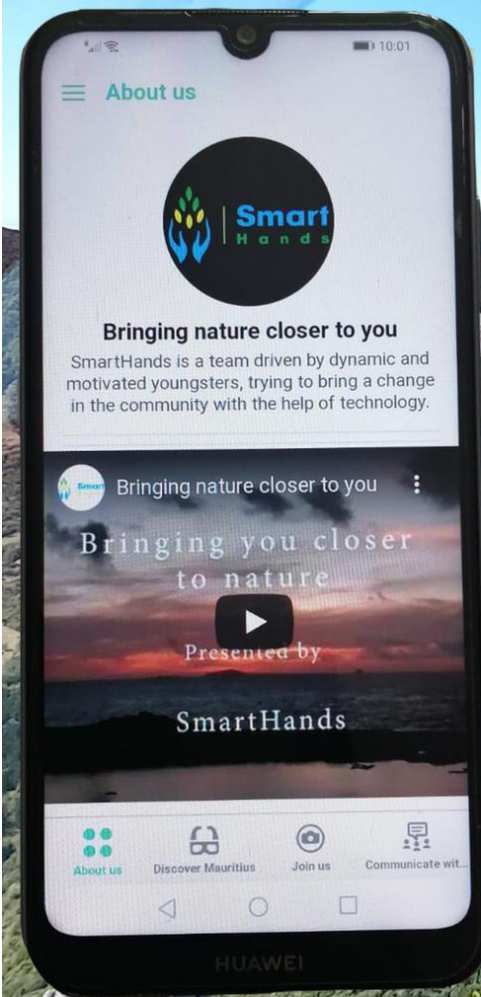 10:01
About us
Smart
Hands
Bringing nature closer to you
SmartHands is a team driven by dynamic and
motivated youngsters, trying to bring a change
in the community with the help of technology.
Smart
Bringing nature closer to you
Bringing you closer
to nature
Presented by
SmartHands
About us
Discover Mauritius
Join us
Communicate wit...
HUAWEI